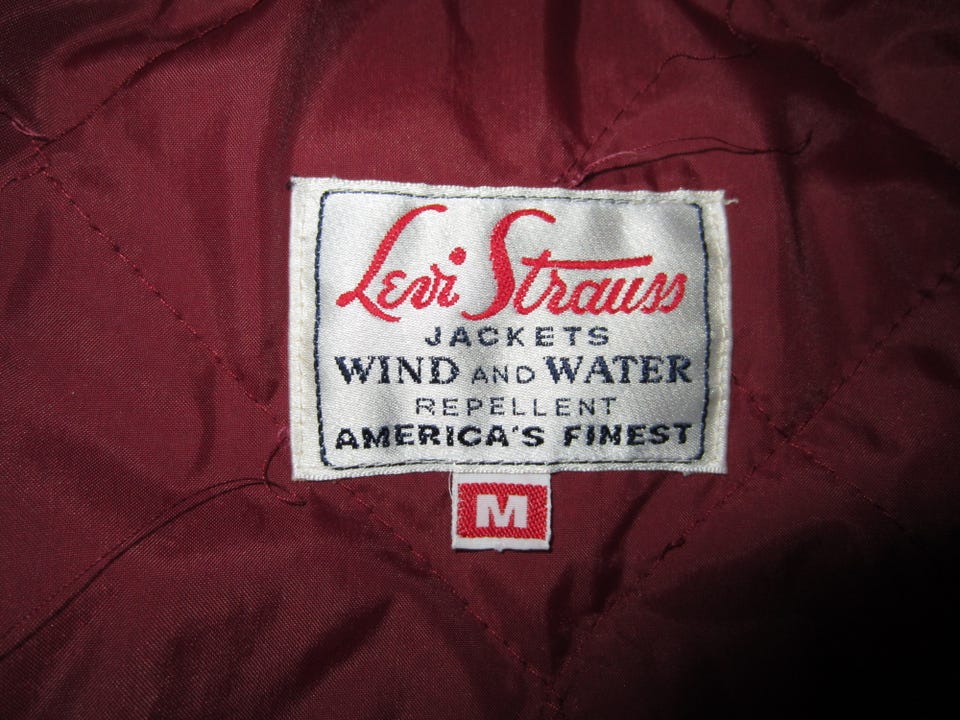 Levi Strauss
JACKETS
WIND AND WATER
REPELLENT
AMERICA'S FINEST
M